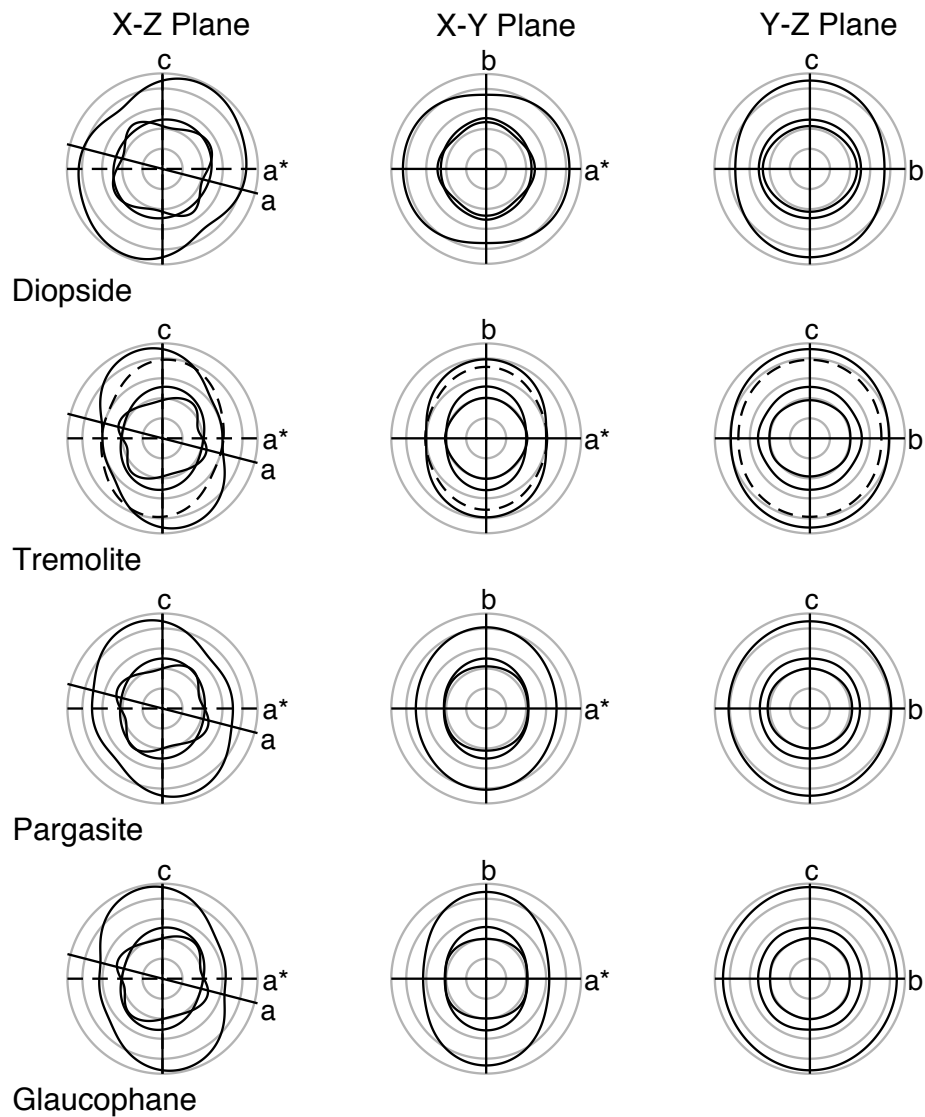 X-Z Plane X-Y Plane Y-Z Plane
c b c
a* a* b
a
Diopside
c b c
a* a* b
a
Tremolite
c b c
a* a* b
a
Pargasite
c b c
a* a* b
a
Glaucophane